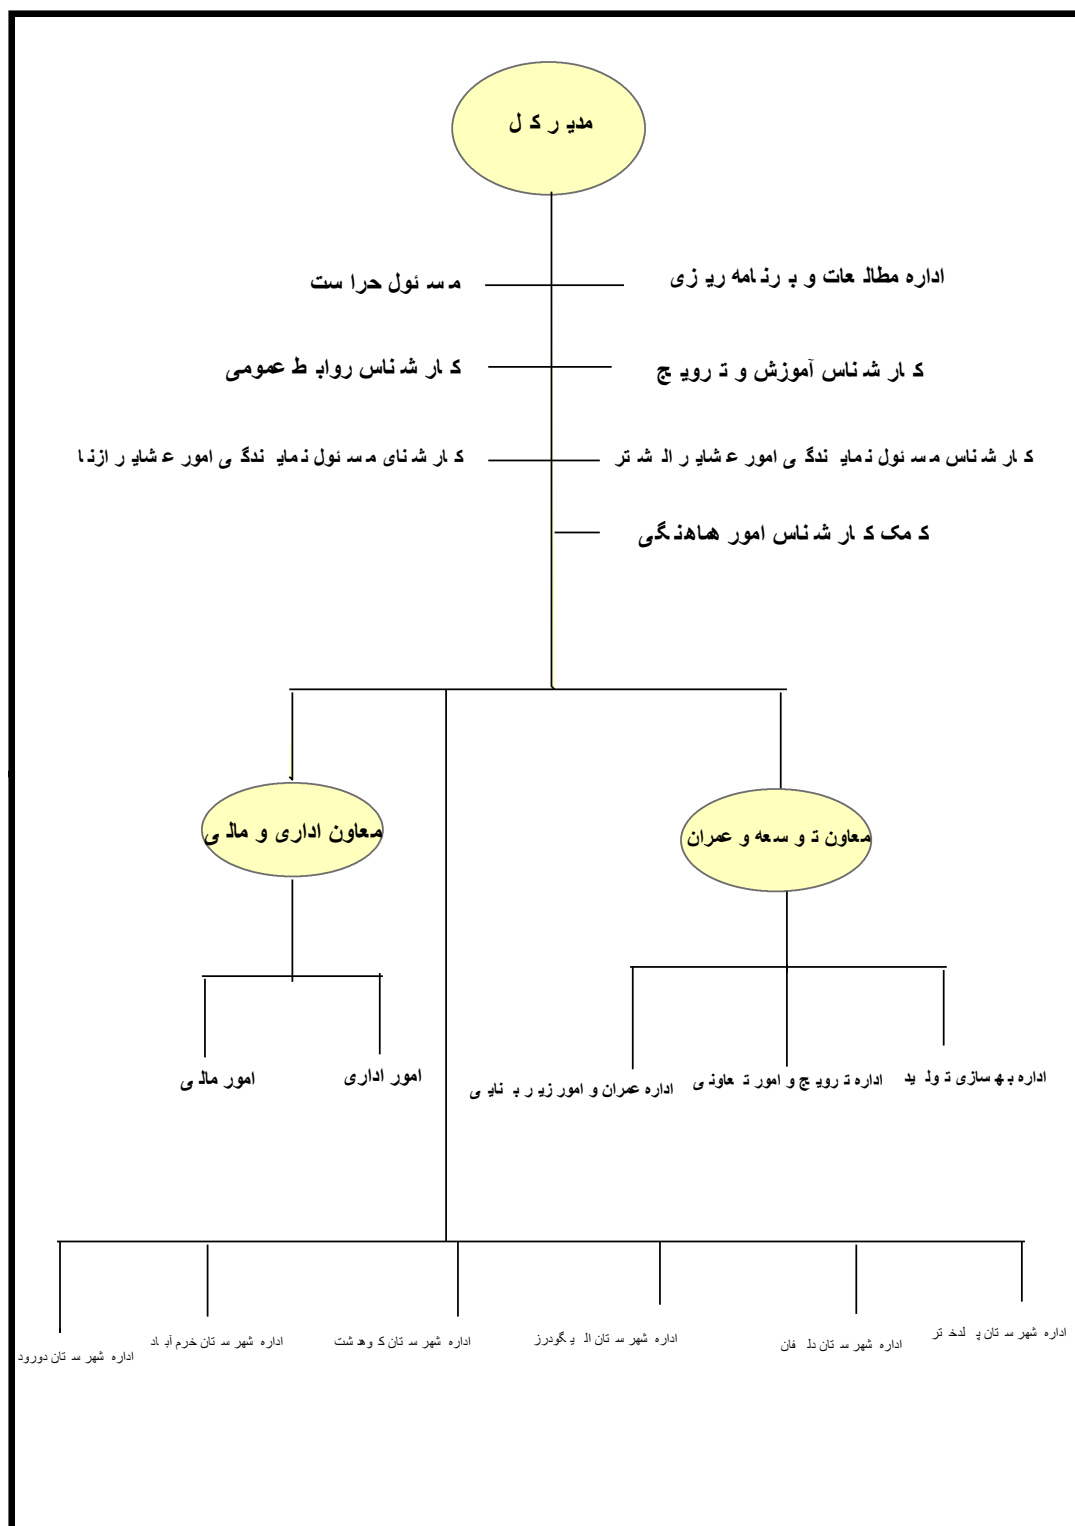 مدیر کل
اداره مطالعات و برنامه ریزی
مسئول حراست
کارشناس آموزش و ترویج
کارشناس روابط عمومی
کارشناس مسئول نمایندگی امور عشایر الشتر
کارشنای مسئول نمایندگی امور عشایر ازنا
کمک کارشناس امور هماهنگی
معاون توسعه و عمران
معاون اداری و مالی
اداره بهسازی تولید
اداره ترویج و امور تعاونی
اداره عمران و امور زیر بنایی
امور اداری
امور مالی
اداره شهرستان پلدختر
اداره شهرستان دلفان
اداره شهرستان الیگودرز
اداره شهرستان کوهدشت
اداره شهرستان خرم آباد
اداره شهرستان دورود